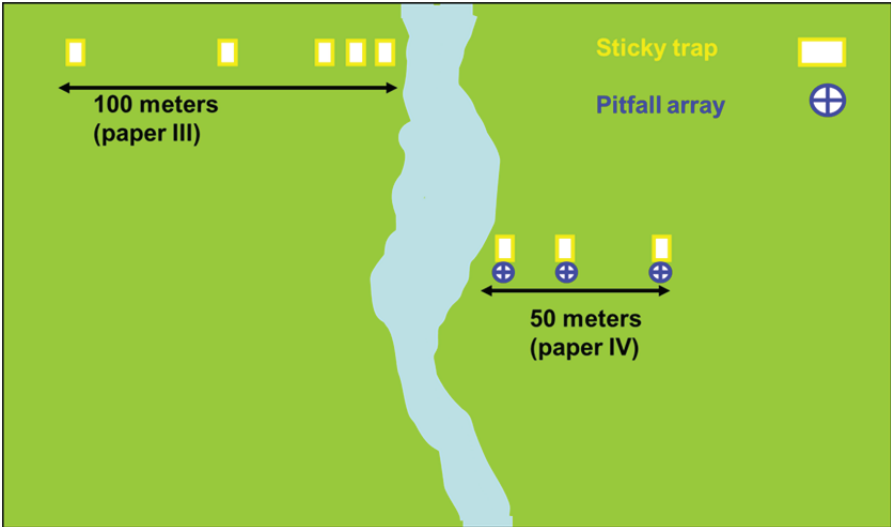 Sticky trap
100 meters
(paper III)
Pitfall array
50 meters
(paper IV)